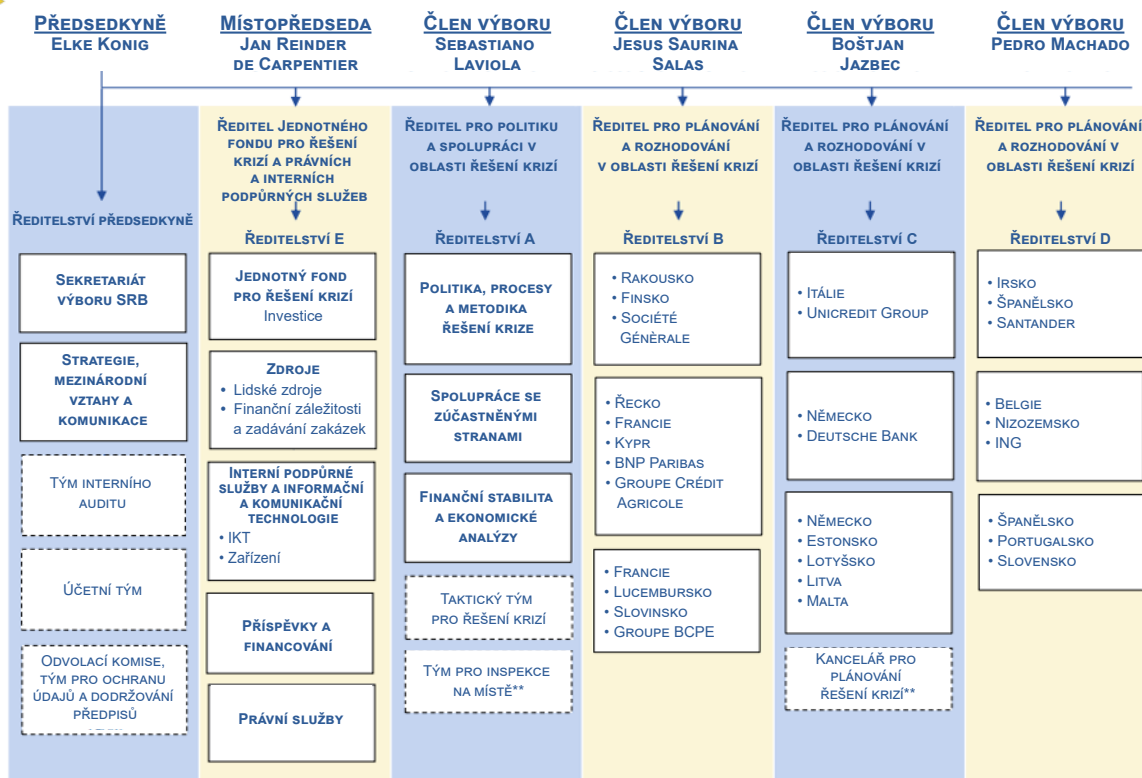 PŘEDSEDKYNĚ
ELKE KONIG
MÍSTOPŘEDSEDA
JAN REINDER
DE CARPENTIER
ČLEN VÝBORU
SEBASTIANO
LAVIOLA
ČLEN VÝBORU
JESUS SAURINA
SALAS
ČLEN VÝBORU
BOŠTJAN
JAZBEC
ČLEN VÝBORU
PEDRO MACHADO
ŘEDITELSTVÍ PŘEDSEDKYNĚ
SEKRETARIÁT
VÝBORU SRB
STRATEGIE,
MEZINÁRODNÍ
VZTAHY A
KOMUNIKACE
TÝM INTERNÍHO
AUDITU
ÚČETNÍ TÝM
ODVOLACÍ KOMISE,
TÝM PRO OCHRANU
ÚDAJŮ A DODRŽOVÁNÍ
PŘEDPISŮ
ŘEDITEL JEDNOTNÉHO
FONDU PRO ŘEŠENÍ
KRIZÍ A PRÁVNÍCH
A INTERNÍCH
PODPŮRNÝCH SLUŽEB
ŘEDITELSTVÍ E
JEDNOTNÝ FOND
PRO ŘEŠENÍ KRIZÍ
Investice
ZDROJE
• Lidské zdroje
• Finanční záležitosti
a zadávání zakázek
INTERNÍ PODPŮRNÉ
SLUŽBY A INFORMAČNÍ
A KOMUNIKAČNÍ
TECHNOLOGIE
• IKT
• Zařízení
PŘÍSPĚVKY A
FINANCOVÁNÍ
PRÁVNÍ SLUŽBY
ŘEDITEL PRO POLITIKU
A SPOLUPRÁCI V
OBLASTI ŘEŠENÍ KRIZÍ
ŘEDITELSTVÍ A
POLITIKA, PROCESY
A METODIKA
ŘEŠENÍ KRIZE
SPOLUPRÁCE SE
ZÚČASTNĚNÝMI
STRANAMI
FINANČNÍ STABILITA
A EKONOMICKÉ
ANALÝZY
TAKTICKÝ TÝM
PRO ŘEŠENÍ KRIZÍ
TÝM PRO INSPEKCE
NA MÍSTĚ**
ŘEDITEL PRO PLÁNOVÁNÍ
A ROZHODOVÁNÍ
V OBLASTI ŘEŠENÍ KRIZÍ
ŘEDITELSTVÍ B
• RAKOUSKO
• FINSKO
• SOCIÉTÉ
GÉNÈRALE
• ŘECKO
• FRANCIE
• KYPR
• BNP PARIBAS
• GROUPE CRÉDIT
AGRICOLE
• FRANCIE
• LUCEMBURSKO
• SLOVINSKO
• GROUPE BCPE
ŘEDITEL PRO PLÁNOVÁNÍ
A ROZHODOVÁNÍ V
OBLASTI ŘEŠENÍ KRIZÍ
ŘEDITELSTVÍ C
• ITÁLIE
• UNICREDIT GROUP
• NĚMECKO
• DEUTSCHE BANK
• NĚMECKO
• ESTONSKO
• LOTYŠSKO
• LITVA
• MALTA
KANCELÁŘ PRO
PLÁNOVÁNÍ
ŘEŠENÍ KRIZÍ**
ŘEDITEL PRO PLÁNOVÁNÍ
A ROZHODOVÁNÍ V
OBLASTI ŘEŠENÍ KRIZÍ
ŘEDITELSTVÍ D
• IRSKO
• ŠPANĚLSKO
• SANTANDER
• BELGIE
• NIZOZEMSKO
• ING
• ŠPANĚLSKO
• PORTUGALSKO
• SLOVENSKO